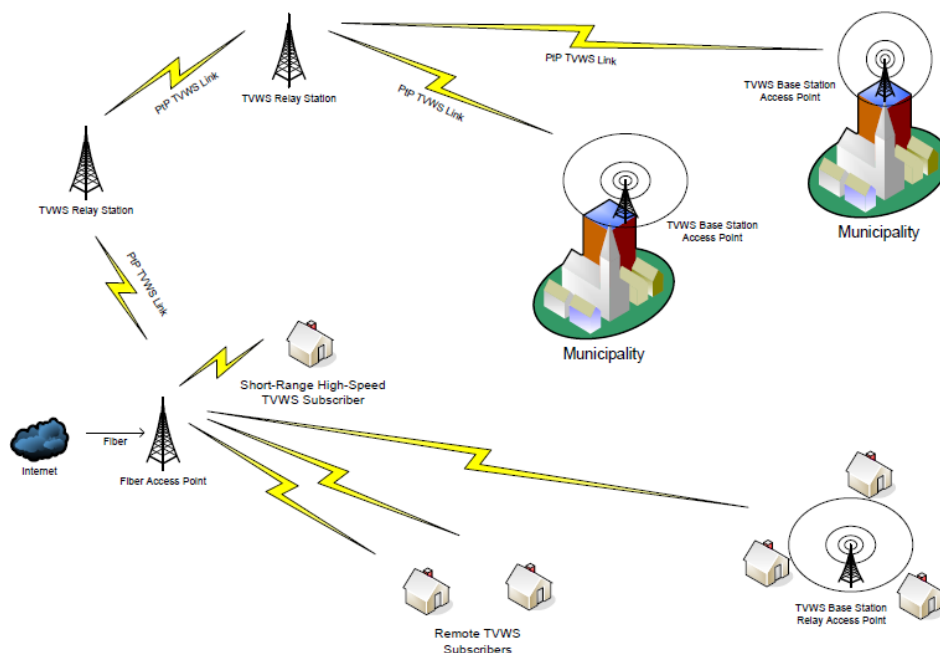 PtP TVWS Link
TVWS Relay Station
PtP TVWS Link
PtP TVWS Link
TVWS Base Station
Access Point
Municipality
TVWS Relay Station
TVWS Base Station
Access Point
Municipality
PtP TVWS Link
Short-Range High-Speed
TVWS Subscriber
Internet
Fiber
Fiber Access Point
Remote TVWS
Subscribers
TVWS Base Station
Relay Access Point